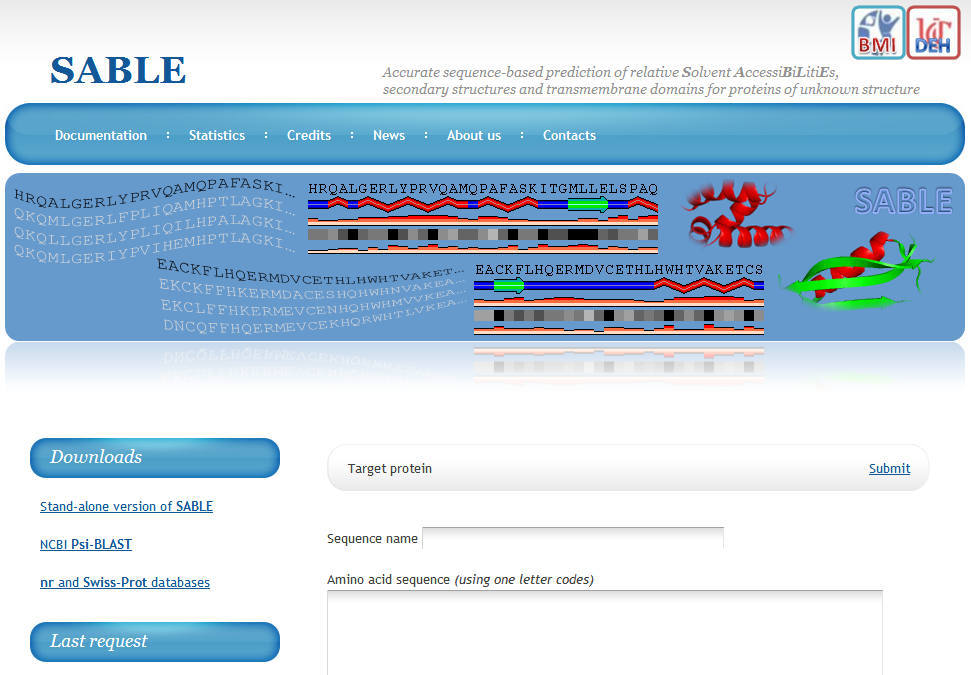 BMI
DEH
SABLE
Accurate sequence-based prediction of relative Solvent AccessiBiLitiEs,
secondary structures and transmembrane domains for proteins of unknown structure
Documentation : Statistics : Credits : News : About us : Contacts
HRQALGERLYPRVQAMQPAFASKI...
QKQMLGERLFPLIQAMHPTLAGKI...
QKQLLGERLYPLIQILHPALAGKI...
QKQMLGERIYPVIHEMHPTLAGKI...
HRQALGERLYPRVQAMQPAFASKITGMLLELSPAQ
SABLE
EACKFLHQERMDVCETHLHWHTVAKET...
EKCKFFHKERMDACESHQHWHNVAKEA...
EKCLFFHKERMEVCENHQHWHMVVKEA...
DNCQFFHQERMEVCEKHQRWHTLVKEA...
EACKFLHQERMDVCETHLHWHTVAKETCS
Downloads
Stand-alone version of SABLE
NCBI Psi-BLAST
nr and Swiss-Prot databases
Last request
Target protein
Submit
Sequence name
Amino acid sequence (using one letter codes)